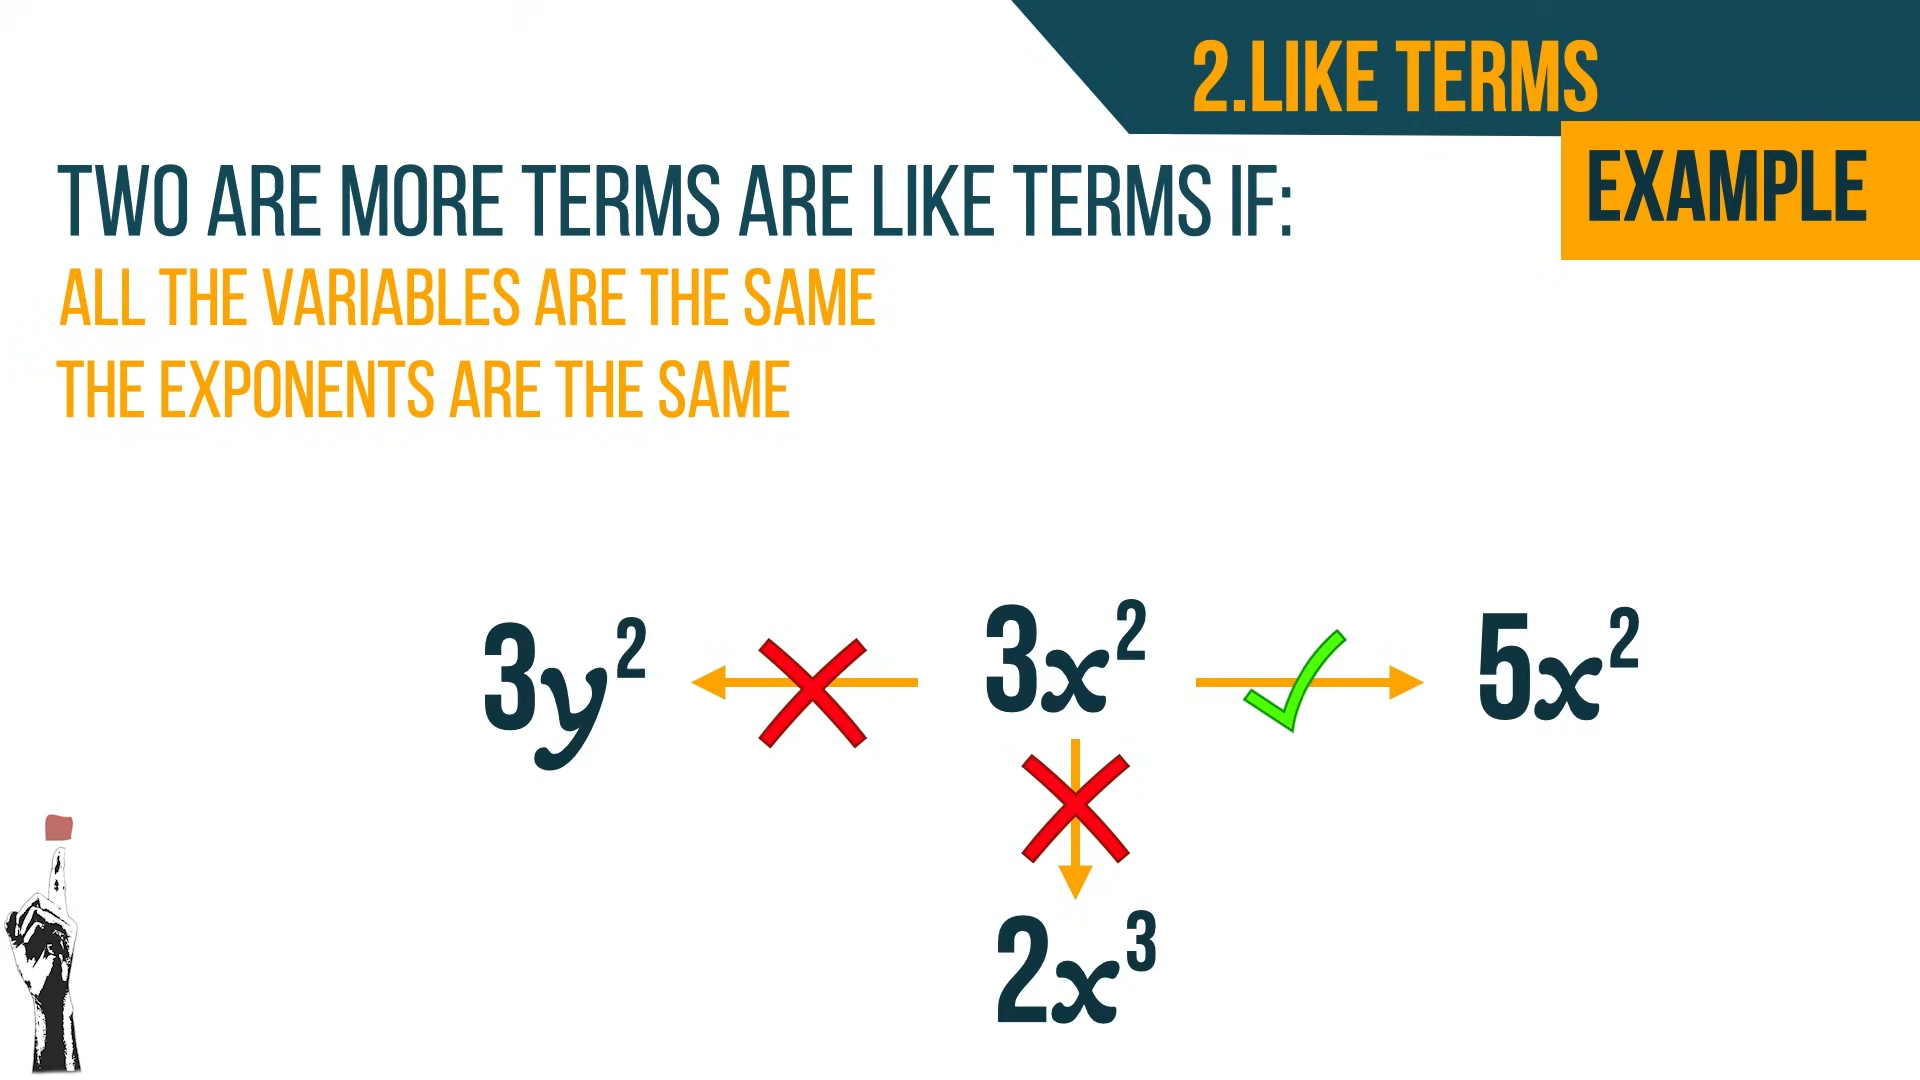 2.LIKE TERMS
EXAMPLE
TWO ARE MORE TERMS ARE LIKE TERMS IF:
ALL THE VARIABLES ARE THE SAME
THE EXPONENTS ARE THE SAME
3y² 3x² 5x²
2x³